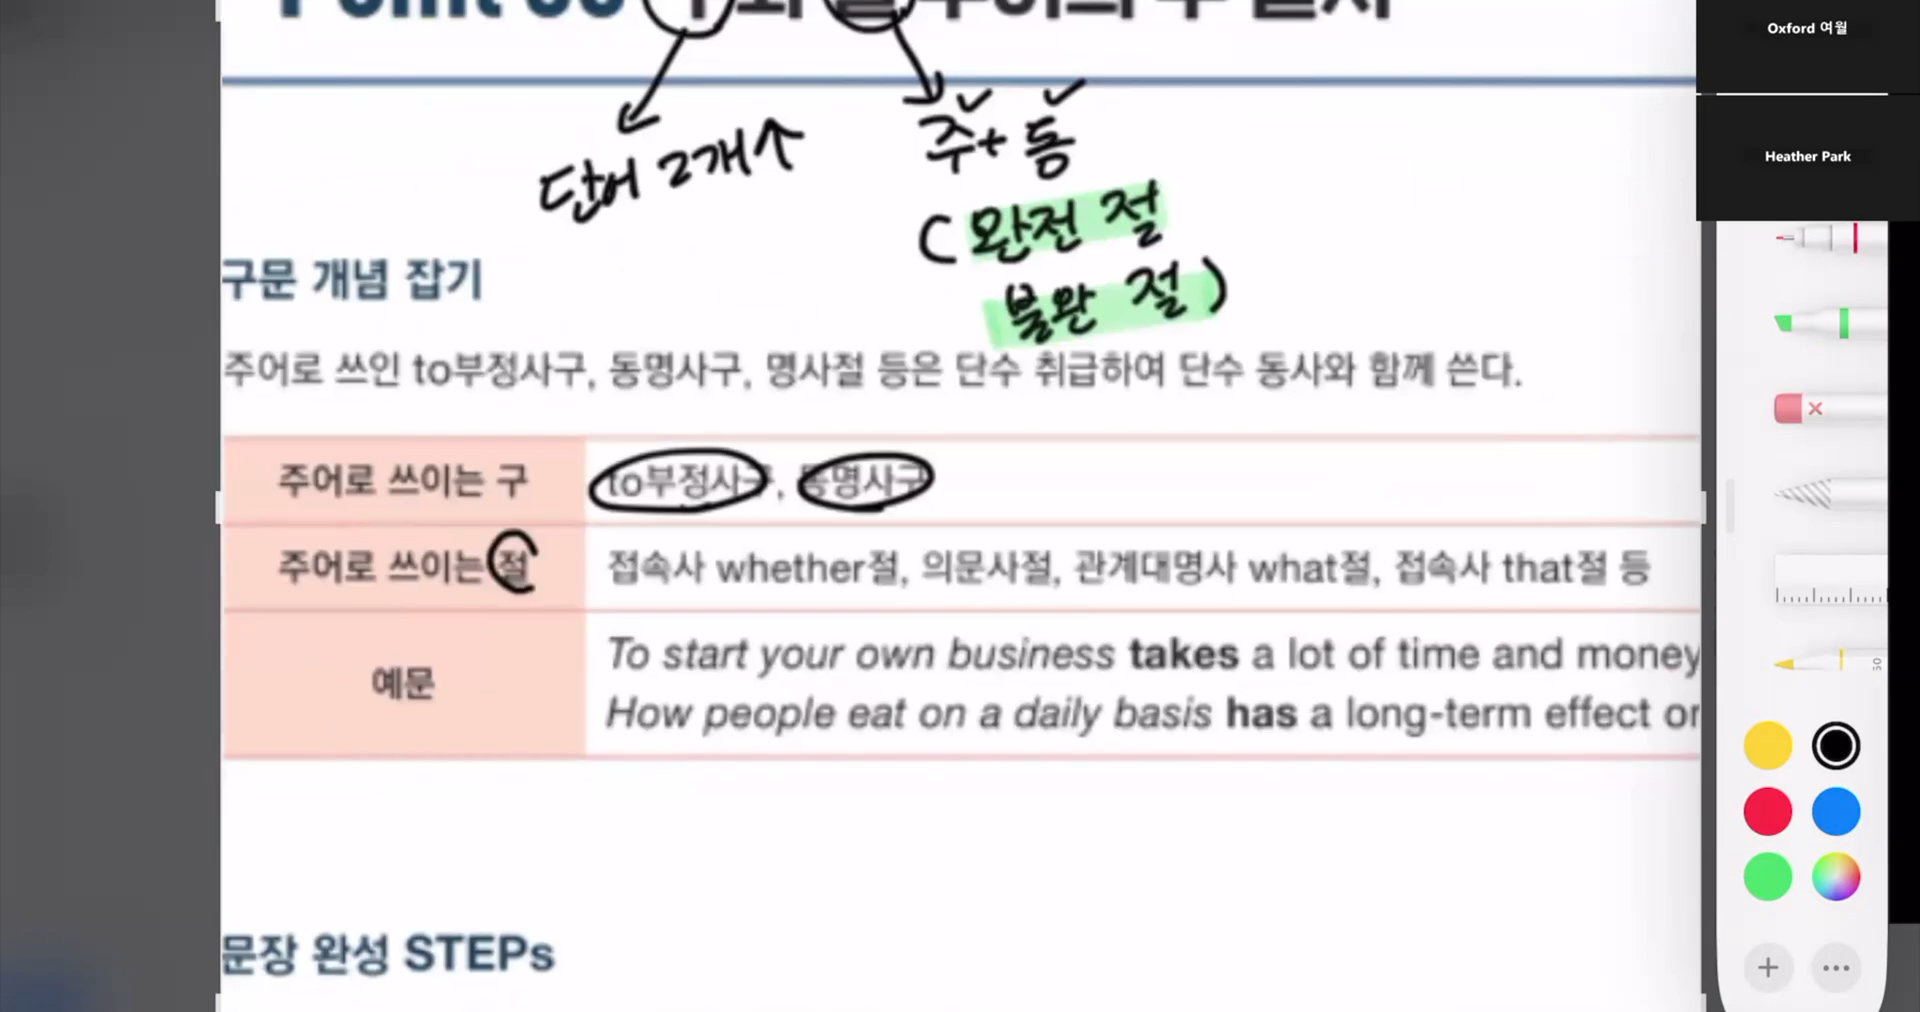 Oxford 여월
Heather Park
단어 2개↑
주+동
(완전 절
불완 절)
구문 개념 잡기
주어로 쓰인 to부정사구, 동명사구, 명사절 등은 단수 취급하여 단수 동사와 함께 쓴다.
주어로 쓰이는 구 to부정사구, 동명사구
주어로 쓰이는 절 접속사 whether절, 의문사절, 관계대명사 what절, 접속사 that절 등
예문
To start your own business takes a lot of time and money
How people eat on a daily basis has a long-term effect or
문장 완성 STEPs
50